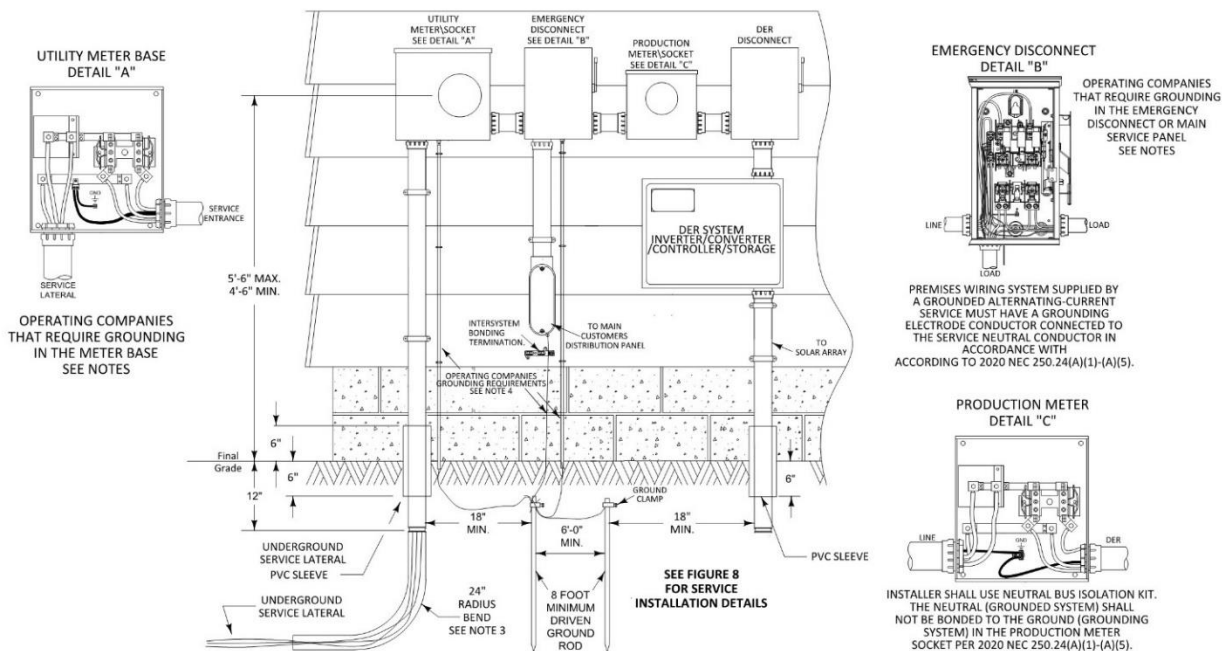 UTILITY METER BASE
DETAIL "A"
GND
SERVICE
ENTRANCE
SERVICE
LATERAL
OPERATING COMPANIES
THAT REQUIRE GROUNDING
IN THE METER BASE
SEE NOTES
UTILITY
METER\SOCKET
SEE DETAIL "A"
EMERGENCY
DISCONNECT
SEE DETAIL "B"
PRODUCTION
METER\SOCKET
SEE DETAIL "C"
DER
DISCONNECT
5'-6" MAX.
4'-6" MIN.
DER SYSTEM
INVERTER/CONVERTER
/CONTROLLER/STORAGE
INTERSYSTEM
BONDING
TERMINATION.
TO MAIN
CUSTOMERS
DISTRIBUTION PANEL
TO
SOLAR ARRAY
OPERATING COMPANIES
GROUNDING REQUIREMENTS
SEE NOTE 4
6"
Final
Grade
6"
12"
6"
GROUND
CLAMP
18"
MIN.
6'-0"
MIN.
18"
MIN.
UNDERGROUND
SERVICE LATERAL
PVC SLEEVE
PVC SLEEVE
UNDERGROUND
SERVICE LATERAL
24"
RADIUS
BEND
SEE NOTE 3
8 FOOT
MINIMUM
DRIVEN
GROUND
ROD
SEE FIGURE 8
FOR SERVICE
INSTALLATION DETAILS
EMERGENCY DISCONNECT
DETAIL "B"
OPERATING COMPANIES
THAT REQUIRE GROUNDING
IN THE EMERGENCY
DISCONNECT OR MAIN
SERVICE PANEL
SEE NOTES
LINE
LOAD
LOAD
PREMISES WIRING SYSTEM SUPPLIED BY
A GROUNDED ALTERNATING-CURRENT
SERVICE MUST HAVE A GROUNDING
ELECTRODE CONDUCTOR CONNECTED TO
THE SERVICE NEUTRAL CONDUCTOR IN
ACCORDANCE WITH
ACCORDING TO 2020 NEC 250.24(A)(1)-(A)(5).
PRODUCTION METER
DETAIL "C"
LINE
GND
DER
INSTALLER SHALL USE NEUTRAL BUS ISOLATION KIT.
THE NEUTRAL (GROUNDED SYSTEM) SHALL
NOT BE BONDED TO THE GROUND (GROUNDING
SYSTEM) IN THE PRODUCTION METER
SOCKET PER 2020 NEC 250.24(A)(1)-(A)(5).